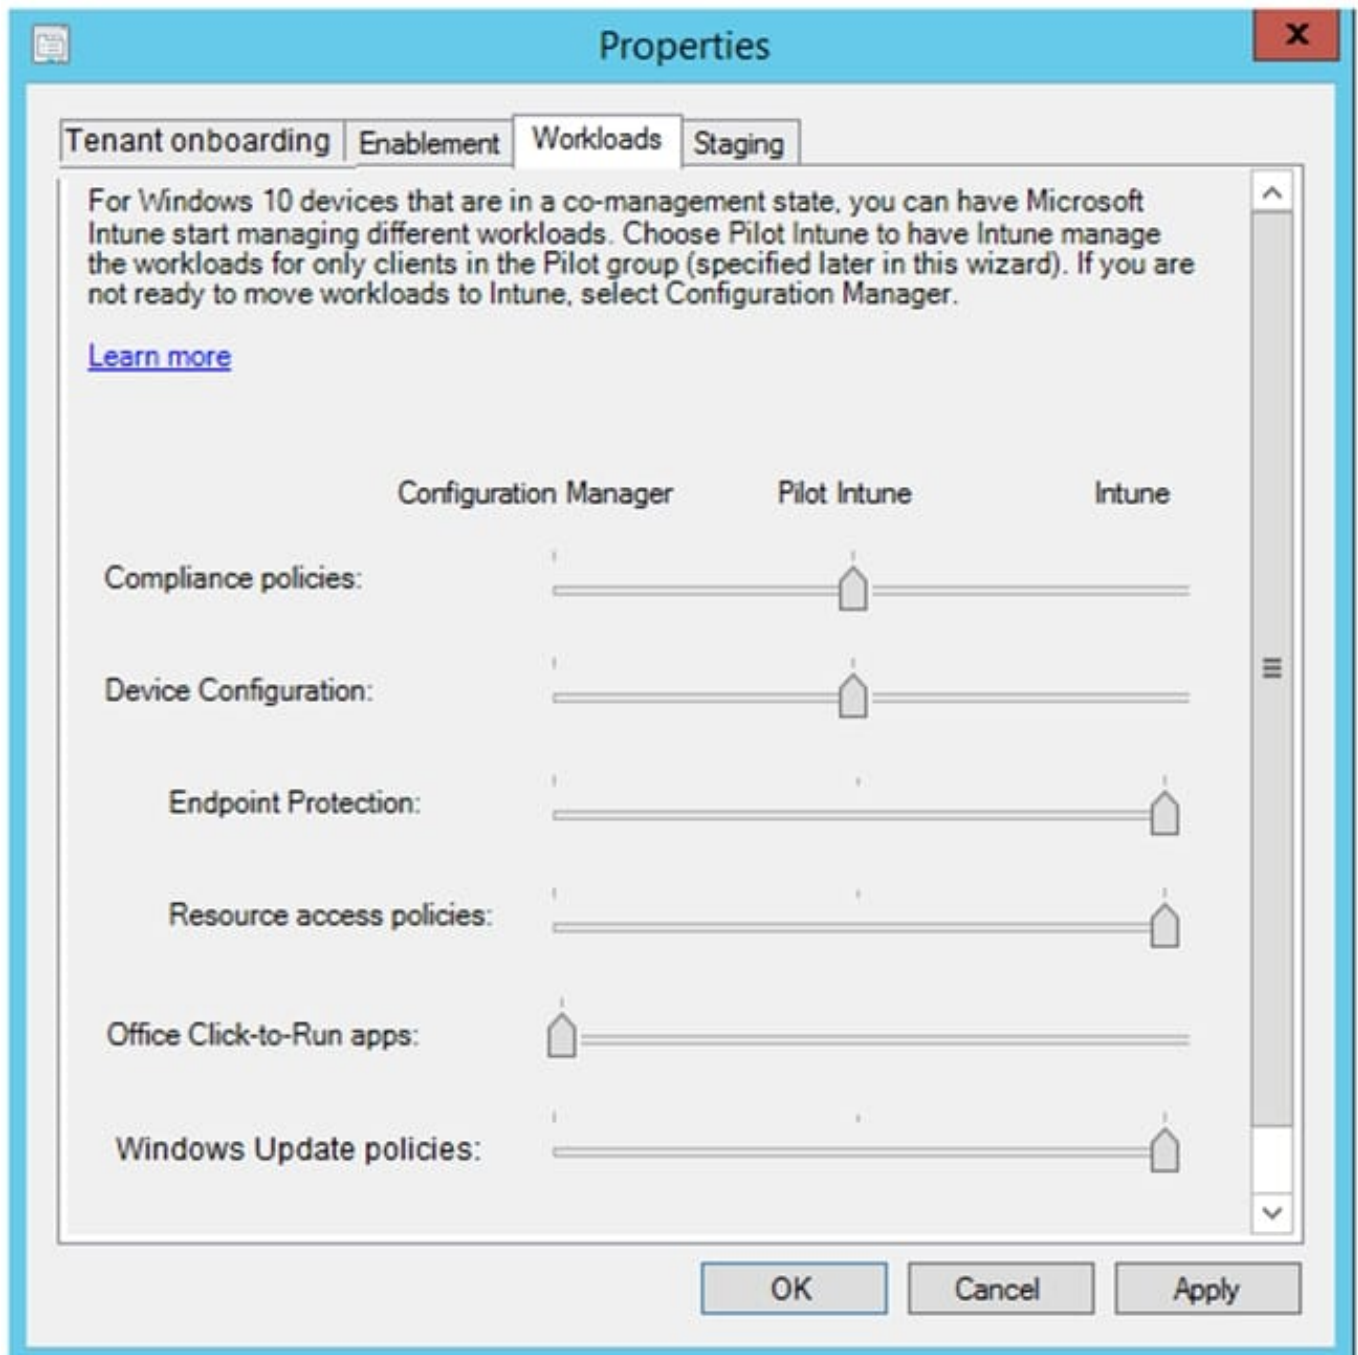 Properties
X
Tenant onboarding Enablement Workloads Staging
For Windows 10 devices that are in a co-management state, you can have Microsoft
Intune start managing different workloads. Choose Pilot Intune to have Intune manage
the workloads for only clients in the Pilot group (specified later in this wizard). If you are
not ready to move workloads to Intune, select Configuration Manager.
Learn more
Configuration Manager Pilot Intune Intune
Compliance policies:
Device Configuration:
Endpoint Protection:
Resource access policies:
Office Click-to-Run apps:
Windows Update policies:
OK Cancel Apply